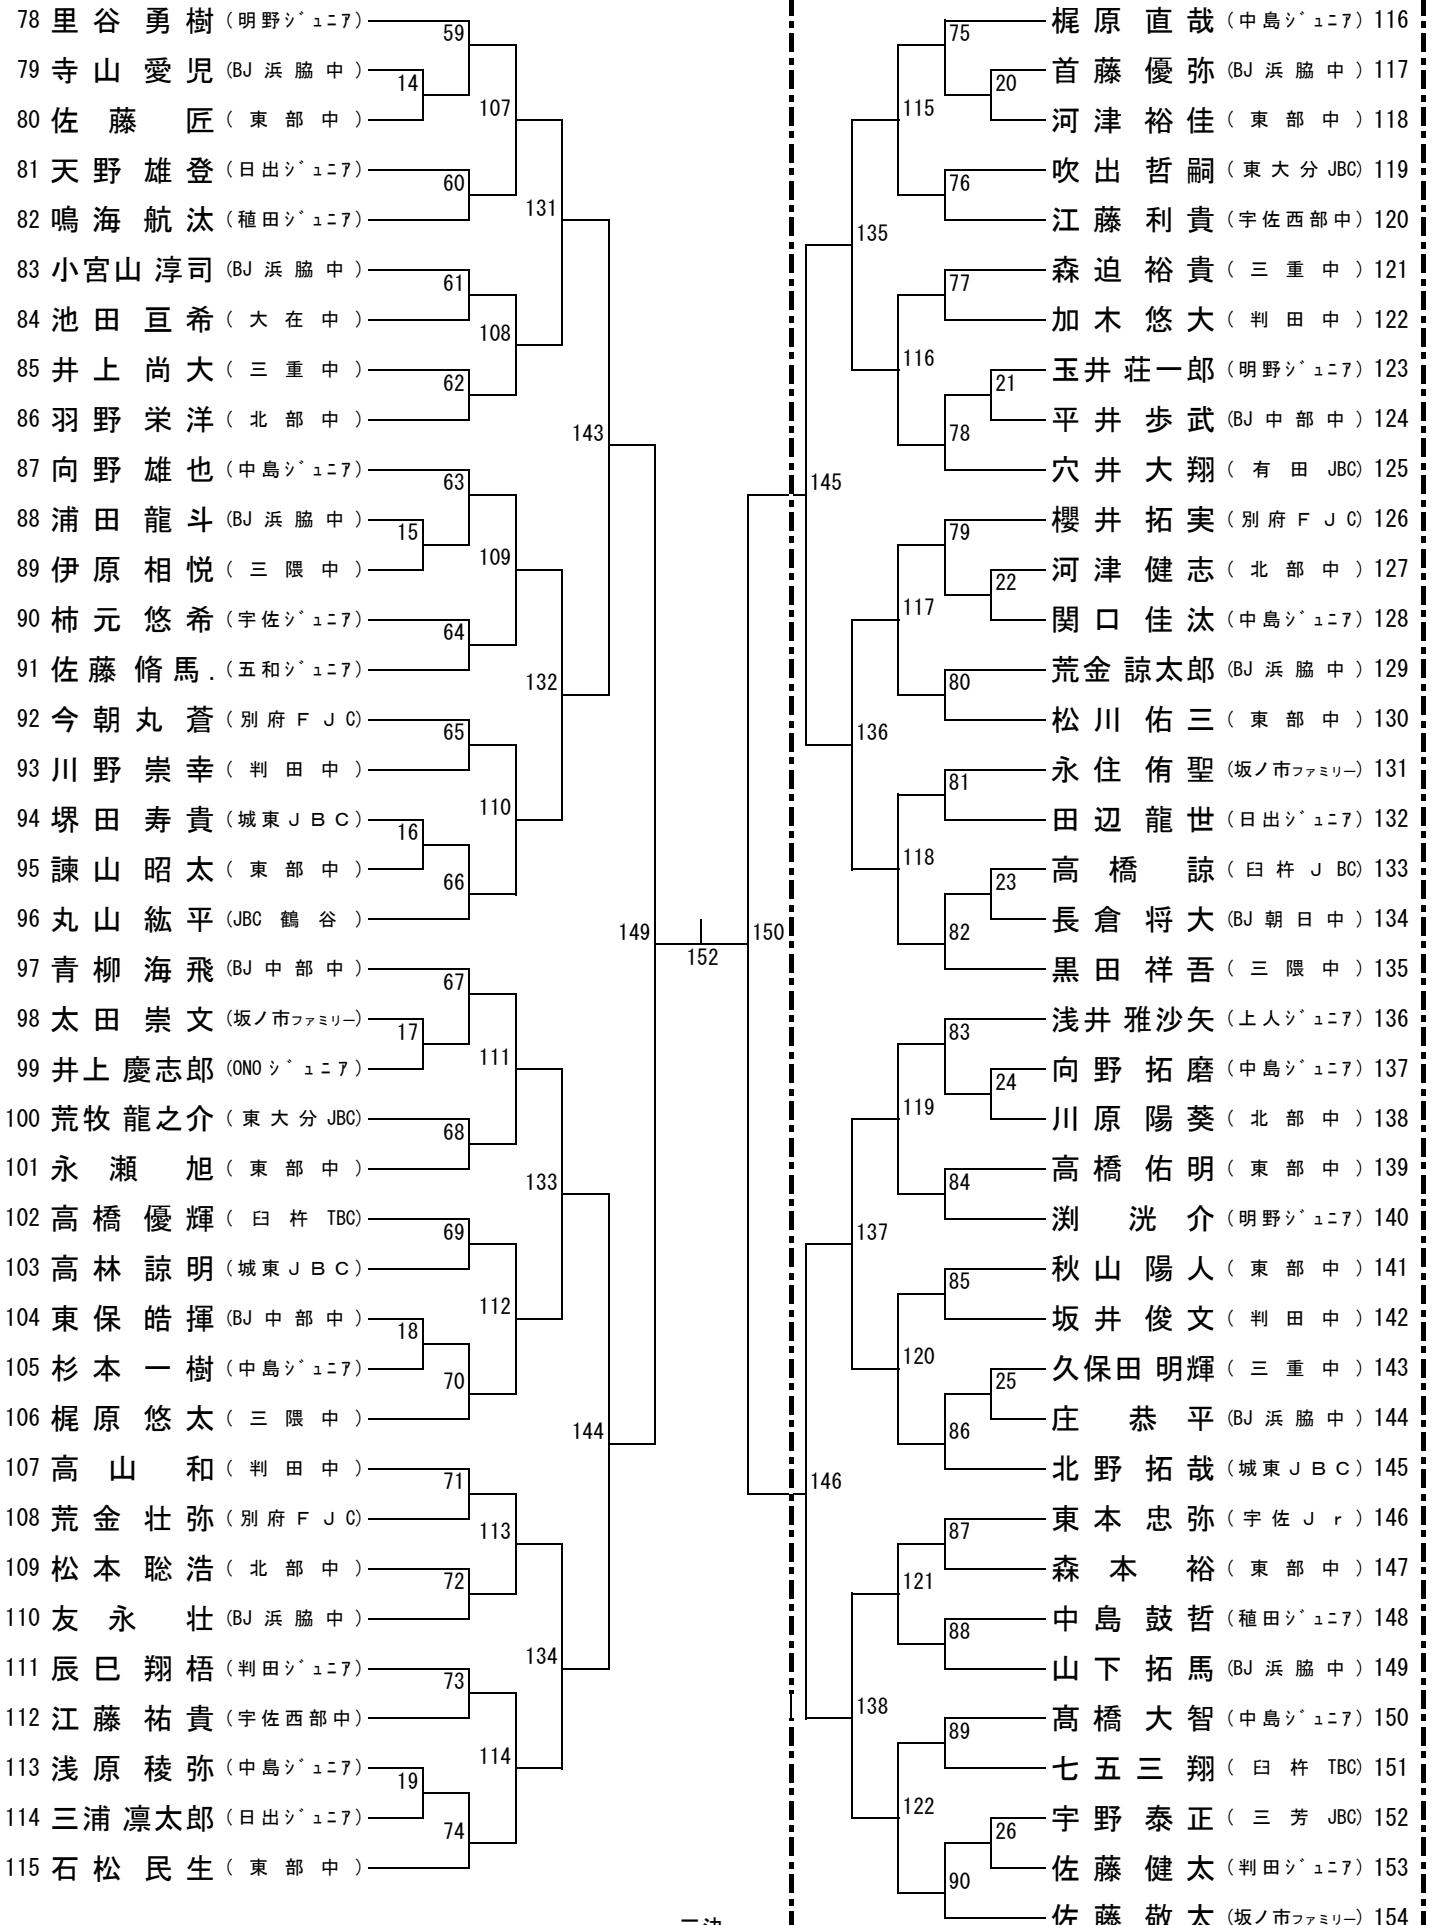 78 里谷 勇樹 (明野ジュニア)
59
79 寺山 愛児 (BJ浜脇中)
14
107
80 佐藤 匠 (東部中)
81 天野 雄登 (日出ジュニア)
60
131
82 鳴海 航汰 (稙田ジュニア)
83 小宮山 淳司 (BJ浜脇中)
61
84 池田 亘希 (大在中)
108
85 井上 尚大 (三重中)
62
86 羽野 栄洋 (北部中)
143
87 向野 雄也 (中島ジュニア)
63
88 浦田 龍斗 (BJ浜脇中)
15
109
89 伊原 相悦 (三隈中)
90 柿元 悠希 (宇佐ジュニア)
64
91 佐藤 脩馬. (五和ジュニア)
132
92 今朝丸 蒼 (別府FJC)
65
93 川野 崇幸 (判田中)
110
94 堺田 寿貴 (城東JBC)
16
95 諫山 昭太 (東部中)
66
96 丸山 紘平 (JBC鶴谷)
149
152
150
97 青柳 海飛 (BJ中部中)
67
98 太田 崇文 (坂ノ市ファミリー)
17
111
99 井上 慶志郎 (ONOジュニア)
100 荒牧 龍之介 (東大分JBC)
68
101 永瀬 旭 (東部中)
133
102 高橋 優輝 (臼杵TBC)
69
103 高林 諒明 (城東JBC)
112
104 東保 皓揮 (BJ中部中)
18
105 杉本 一樹 (中島ジュニア)
70
106 梶原 悠太 (三隈中)
144
107 高山 和 (判田中)
71
108 荒金 壮弥 (別府FJC)
113
109 松本 聡浩 (北部中)
72
110 友永 壮 (BJ浜脇中)
134
111 辰巳 翔梧 (判田ジュニア)
73
112 江藤 祐貴 (宇佐西部中)
114
113 浅原 稜弥 (中島ジュニア)
19
114 三浦 凛太郎 (日出ジュニア)
74
115 石松 民生 (東部中)
75
梶原 直哉 (中島ジュニア) 116
首藤 優弥 (BJ浜脇中) 117
20
115
河津 裕佳 (東部中) 118
吹出 哲嗣 (東大分JBC) 119
76
江藤 利貴 (宇佐西部中) 120
135
森迫 裕貴 (三重中) 121
77
加木 悠大 (判田中) 122
116
玉井 荘一郎 (明野ジュニア) 123
21
平井 歩武 (BJ中部中) 124
78
穴井 大翔 (有田JBC) 125
145
櫻井 拓実 (別府FJC) 126
79
河津 健志 (北部中) 127
22
117
関口 佳汰 (中島ジュニア) 128
荒金 諒太郎 (BJ浜脇中) 129
80
松川 佑三 (東部中) 130
136
永住 侑聖 (坂ノ市ファミリー) 131
81
田辺 龍世 (日出ジュニア) 132
118
高橋 諒 (臼杵JBC) 133
23
長倉 将大 (BJ朝日中) 134
82
黒田 祥吾 (三隈中) 135
浅井 雅沙矢 (上人ジュニア) 136
83
向野 拓磨 (中島ジュニア) 137
24
119
川原 陽葵 (北部中) 138
高橋 佑明 (東部中) 139
84
渕 洸介 (明野ジュニア) 140
137
秋山 陽人 (東部中) 141
85
坂井 俊文 (判田中) 142
120
久保田 明輝 (三重中) 143
25
庄 恭平 (BJ浜脇中) 144
86
北野 拓哉 (城東JBC) 145
146
東本 忠弥 (宇佐Jr) 146
87
森本 裕 (東部中) 147
121
中島 鼓哲 (稙田ジュニア) 148
88
山下 拓馬 (BJ浜脇中) 149
138
髙橋 大智 (中島ジュニア) 150
89
七五三 翔 (臼杵TBC) 151
122
宇野 泰正 (三芳JBC) 152
26
佐藤 健太 (判田ジュニア) 153
90
佐藤 敬太 (坂ノ市ファミリー) 154